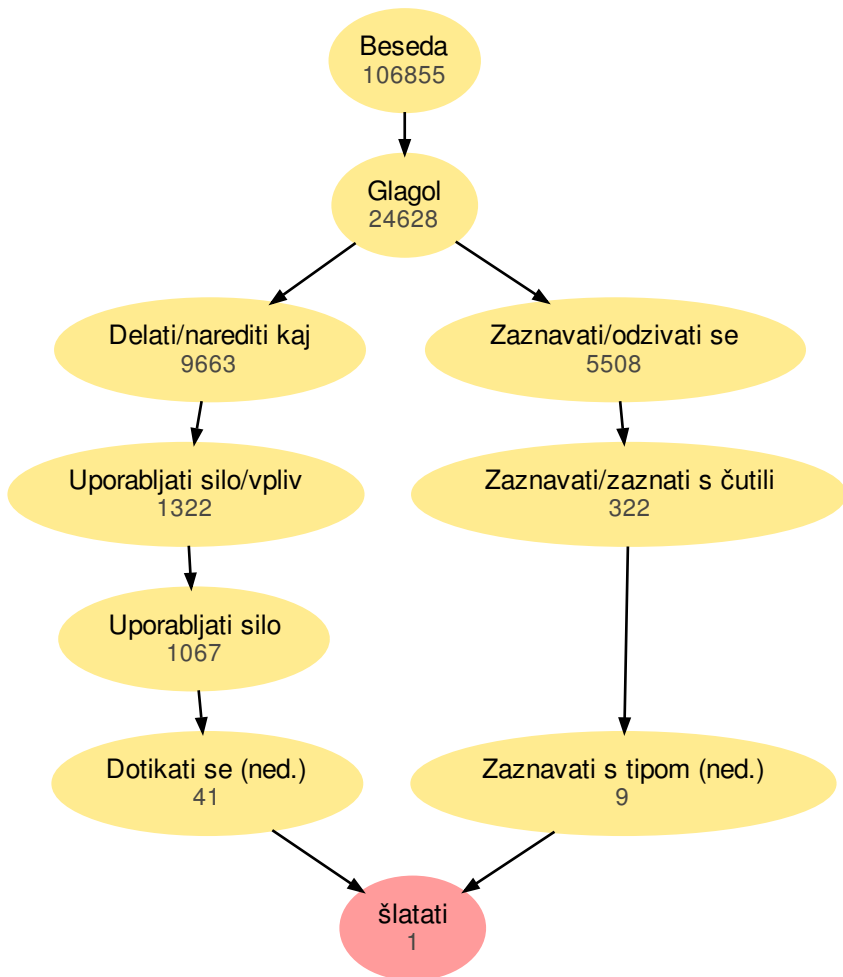 Beseda
106855
Glagol
24628
Delati/narediti kaj
9663
Zaznavati/odzivati se
5508
Uporabljati silo/vpliv
1322
Zaznavati/zaznati s čutili
322
Uporabljati silo
1067
Dotikati se (ned.)
41
Zaznavati s tipom (ned.)
9
šlatati
1